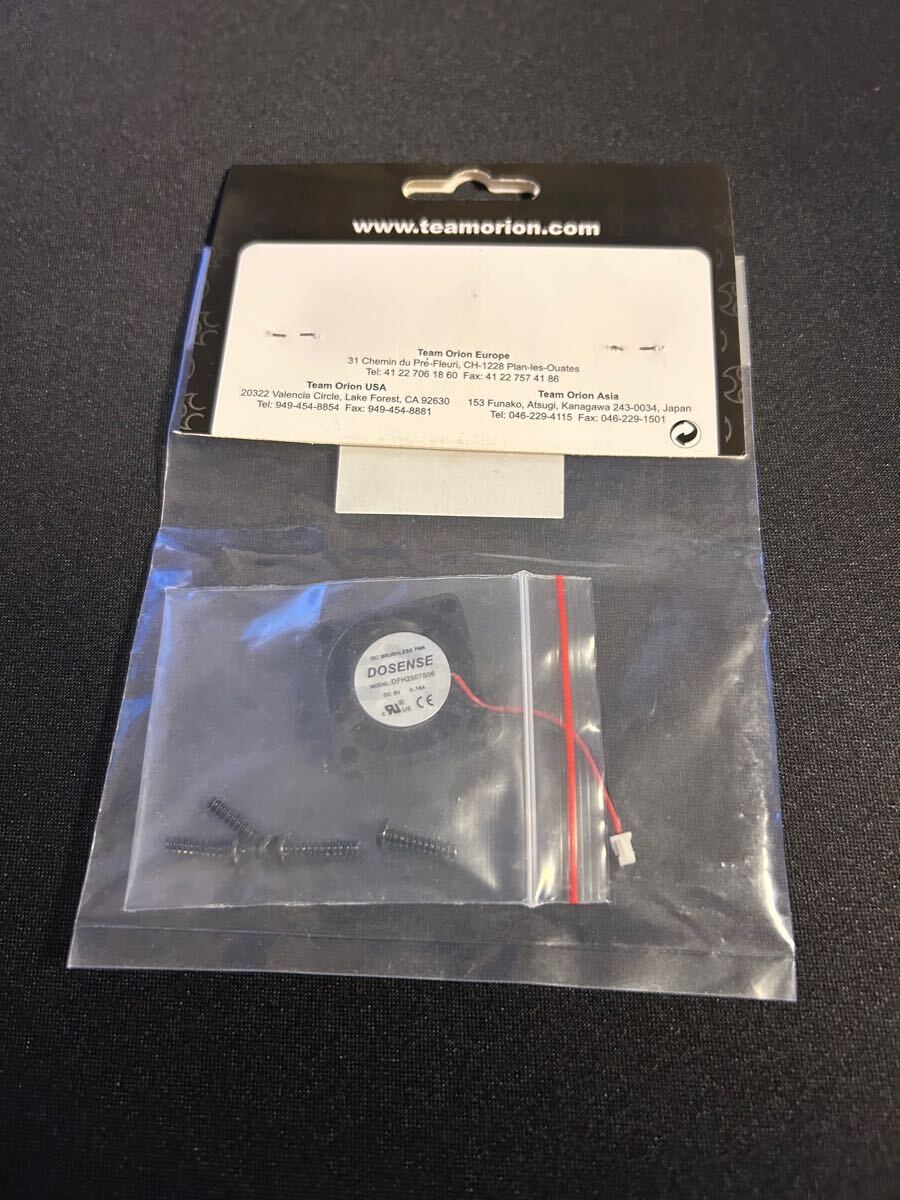 www.teamorion.com
Team Orion Europe
31 Chemin du Pré-Fleuri, CH-1228 Plan-les-Ouates
Tel: 41 22 706 18 60 Fax: 41 22 757 41 86
Team Orion USA
20322 Valencia Circle, Lake Forest, CA 92630
Tel: 949-454-8854 Fax: 949-454-8881
Team Orion Asia
153 Funako, Atsugi, Kanagawa 243-0034, Japan
Tel: 046-229-4115 Fax: 046-229-1501
DC BRUSHLESS FAN
DOSENSE
MODEL:DFH2507S06
DC 6V 0.16A
c RU US CE